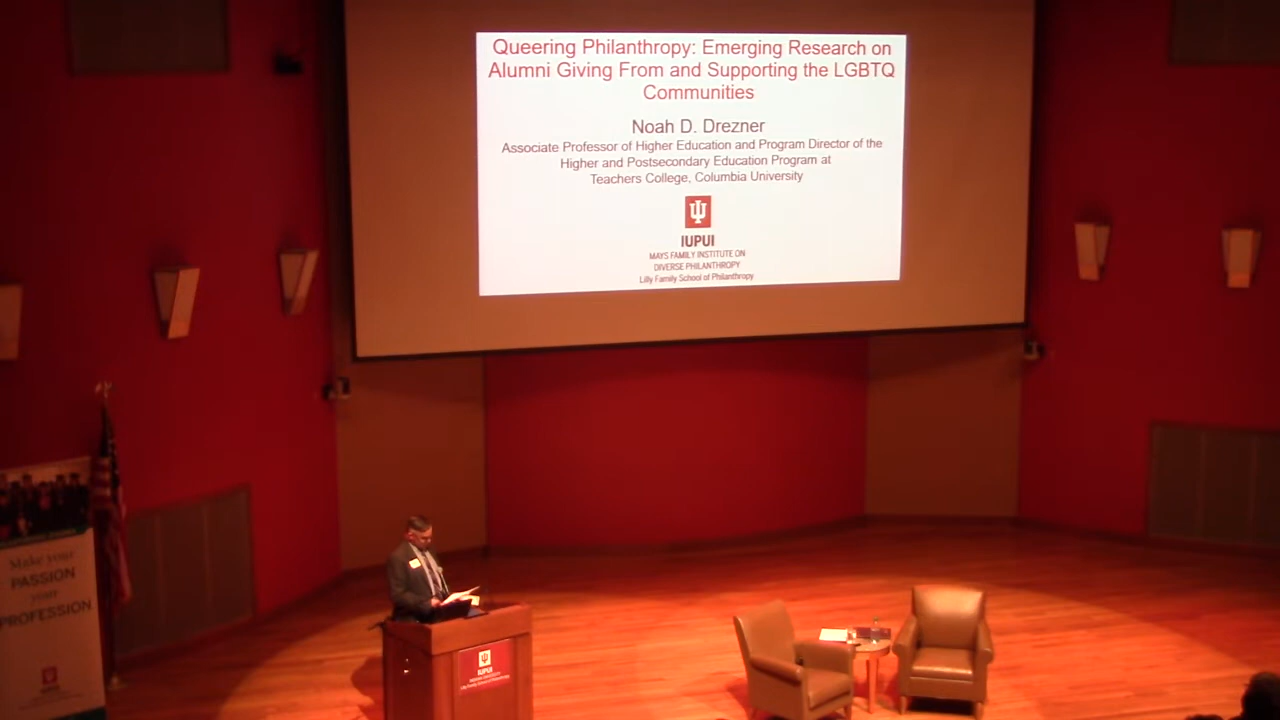 Queering Philanthropy: Emerging Research on
Alumni Giving From and Supporting the LGBTQ
Communities
Noah D. Drezner
Associate Professor of Higher Education and Program Director of the
Higher and Postsecondary Education Program at
Teachers College, Columbia University
IUPUI
MAYS FAMILY INSTITUTE ON
DIVERSE PHILANTHROPY
Lilly Family School of Philanthropy
Make your
PASSION
your
PROFESSION
IUPUI